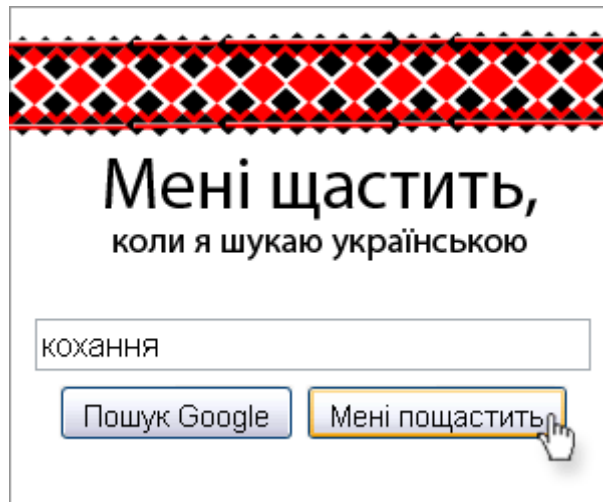 Мені щастить,
коли я шукаю українською
кохання
Пошук Google Мені пощастить